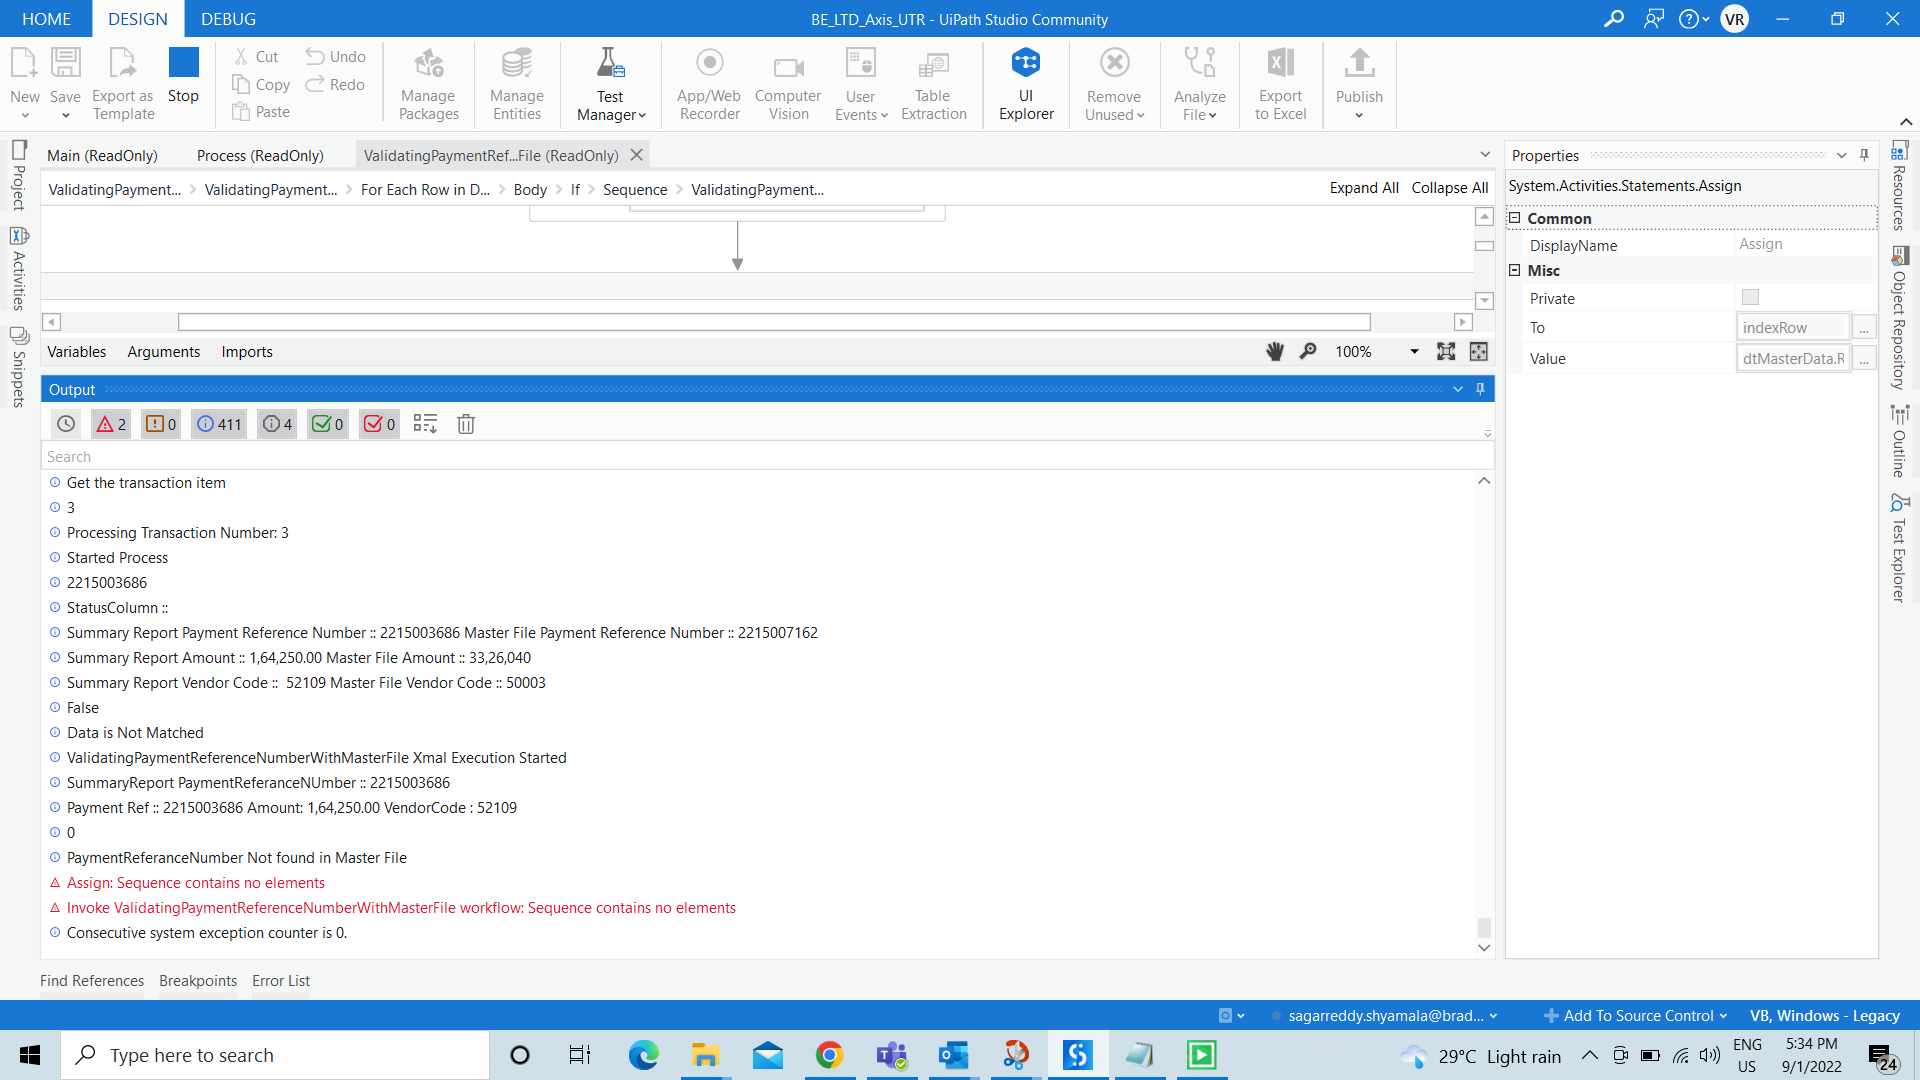 HOME DESIGN DEBUG BE_LTD_Axis_UTR - UiPath Studio Community VR
New Save Export as Template Stop
Cut Copy Paste Undo Redo
Manage Packages
Manage Entities
Test Manager
App/Web Recorder
Computer Vision
User Events
Table Extraction
UI Explorer
Remove Unused
Analyze File
Export to Excel
Publish
Project
Activities
Snippets
Main (ReadOnly) Process (ReadOnly) ValidatingPaymentRef...File (ReadOnly)
ValidatingPayment... ValidatingPayment... For Each Row in D... Body If Sequence ValidatingPayment... Expand All Collapse All
Variables Arguments Imports 100%
Output
2 0 411 4 0 0
Search
Get the transaction item
3
Processing Transaction Number: 3
Started Process
2215003686
StatusColumn ::
Summary Report Payment Reference Number :: 2215003686 Master File Payment Reference Number :: 2215007162
Summary Report Amount :: 1,64,250.00 Master File Amount :: 33,26,040
Summary Report Vendor Code ::  52109 Master File Vendor Code :: 50003
False
Data is Not Matched
ValidatingPaymentReferenceNumberWithMasterFile Xmal Execution Started
SummaryReport PaymentReferanceNUmber :: 2215003686
Payment Ref :: 2215003686 Amount: 1,64,250.00 VendorCode : 52109
0
PaymentReferanceNumber Not found in Master File
Assign: Sequence contains no elements
Invoke ValidatingPaymentReferenceNumberWithMasterFile workflow: Sequence contains no elements
Consecutive system exception counter is 0.
Find References Breakpoints Error List
Properties
System.Activities.Statements.Assign
Common
DisplayName Assign
Misc
Private
To indexRow ...
Value dtMasterData.R ...
Resources
Object Repository
Outline
Test Explorer
sagarreddy.shyamala@brad... Add To Source Control VB, Windows - Legacy
Type here to search
29°C Light rain
ENG
US
5:34 PM
9/1/2022
24